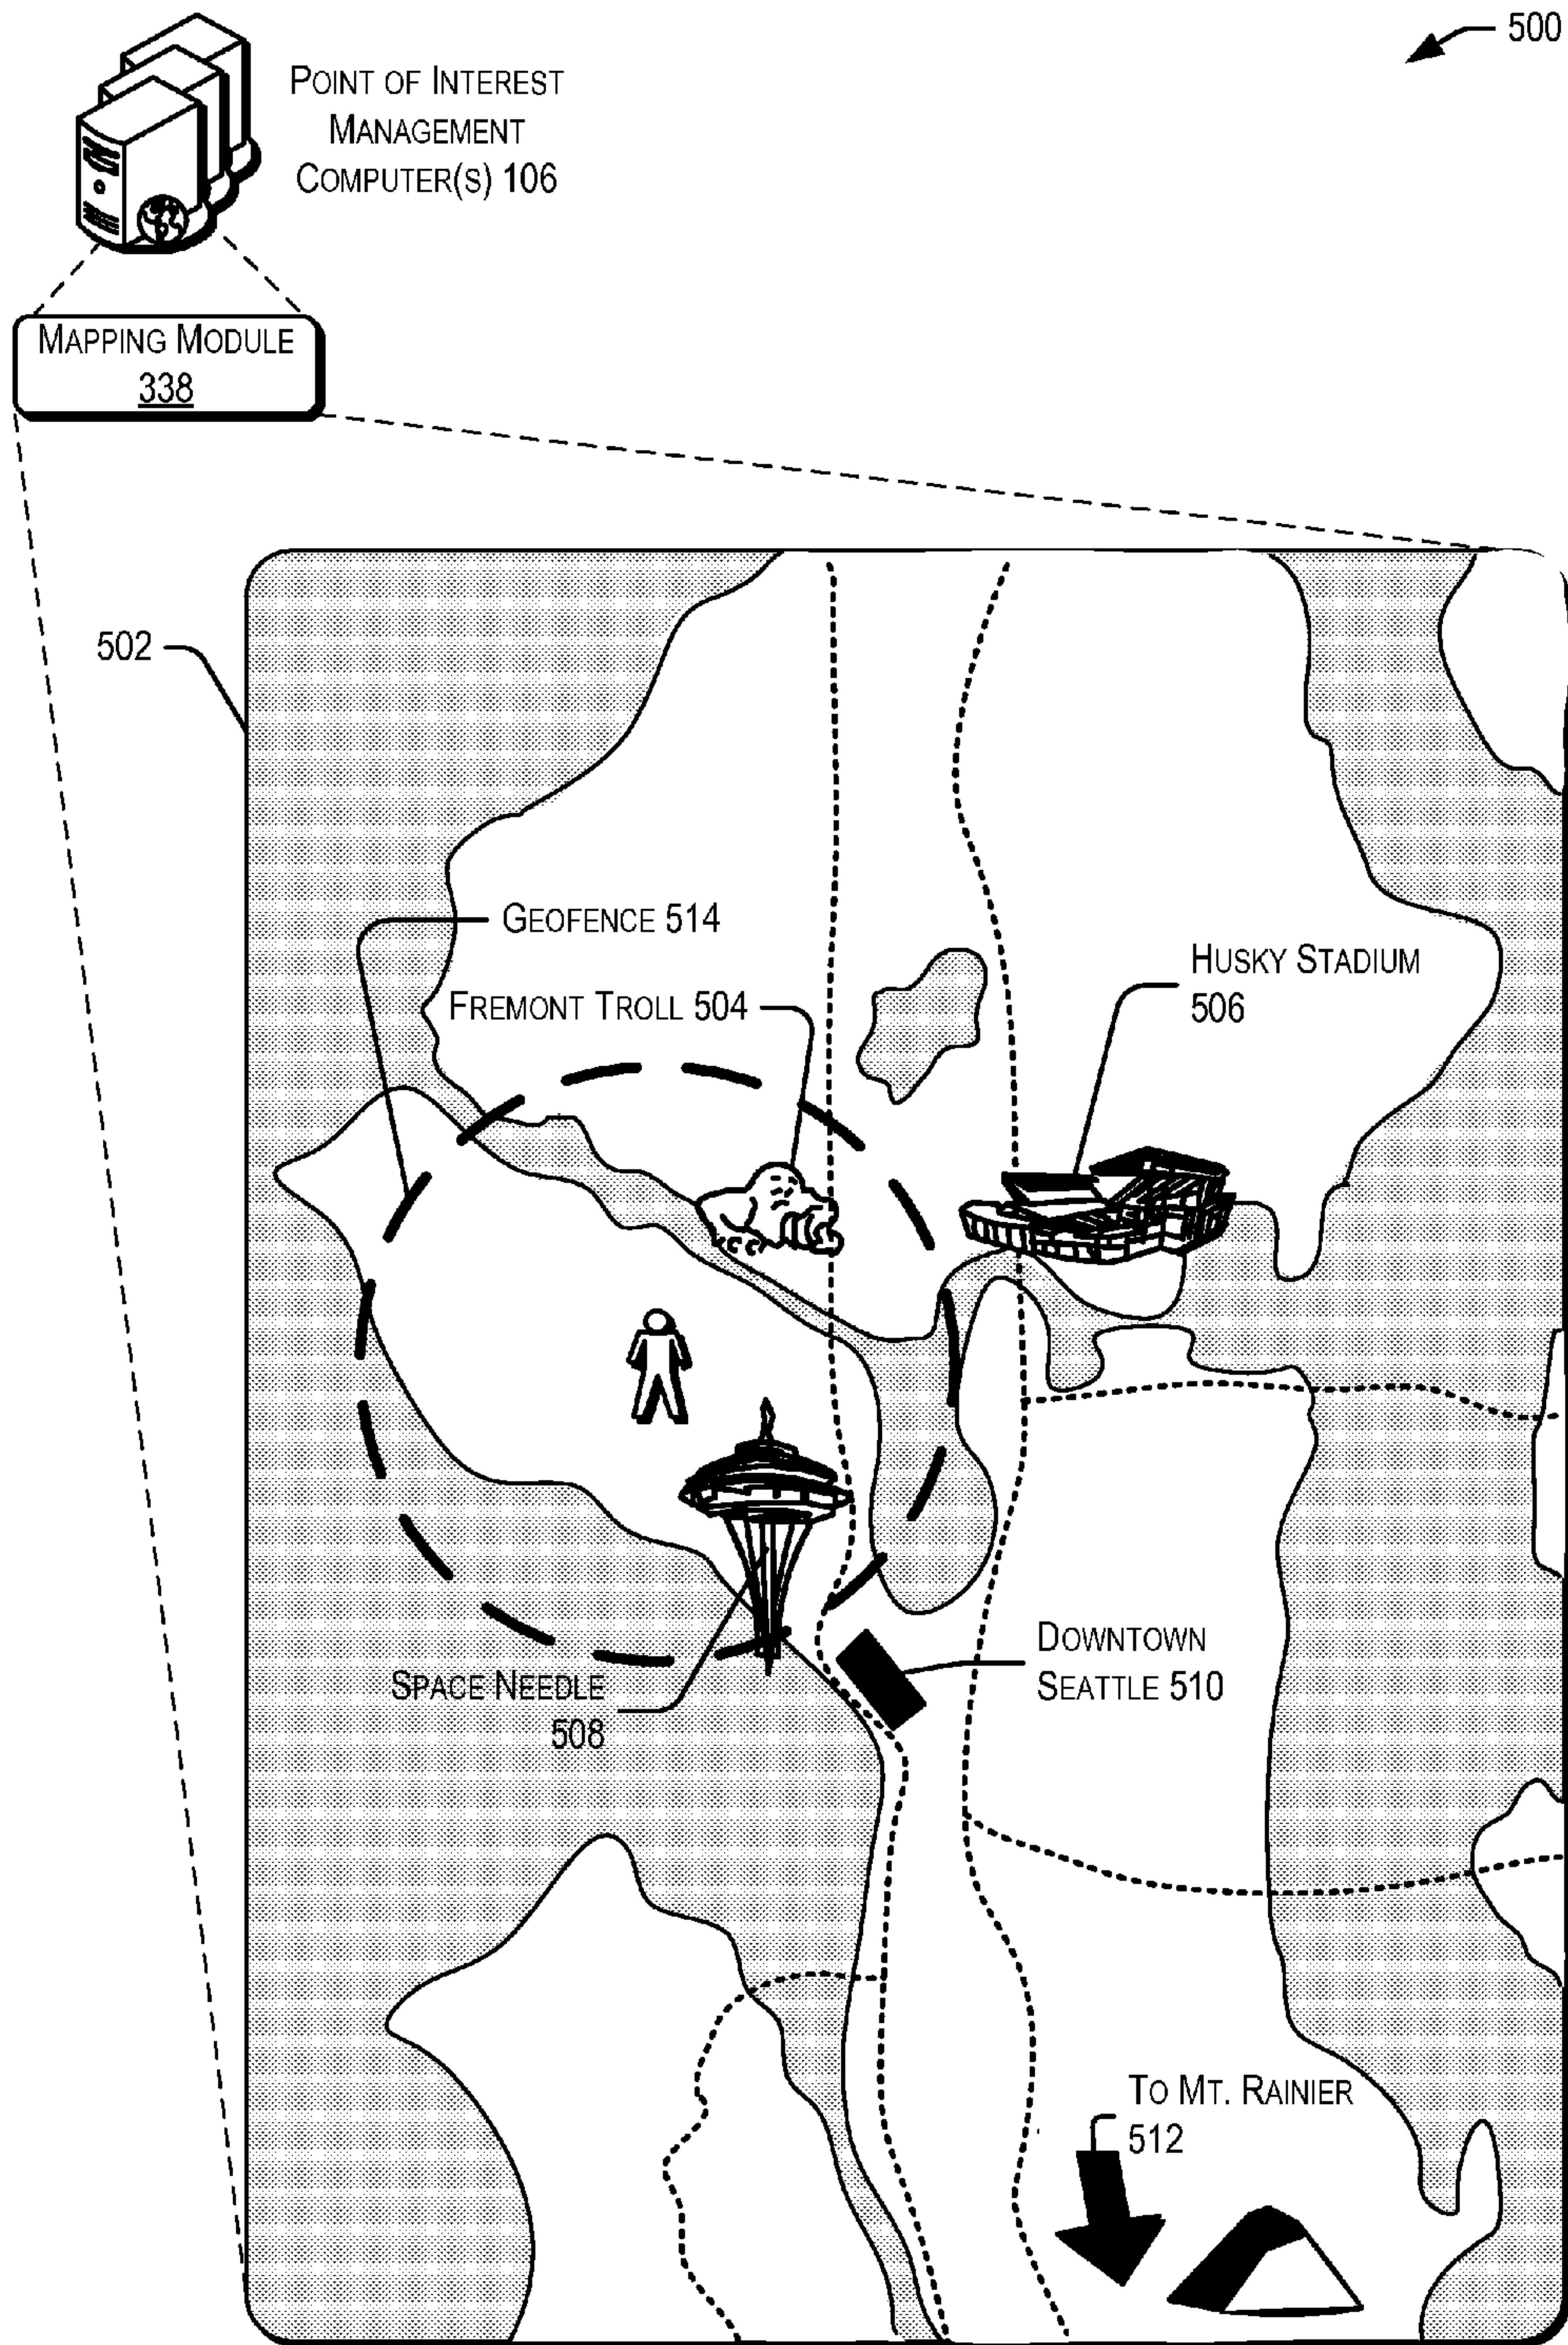 500
POINT OF INTEREST
MANAGEMENT
COMPUTER(S) 106
MAPPING MODULE
338
502
GEOFENCE 514
FREMONT TROLL 504
HUSKY STADIUM
506
DOWNTOWN
SEATTLE 510
SPACE NEEDLE
508
TO MT. RAINIER
512